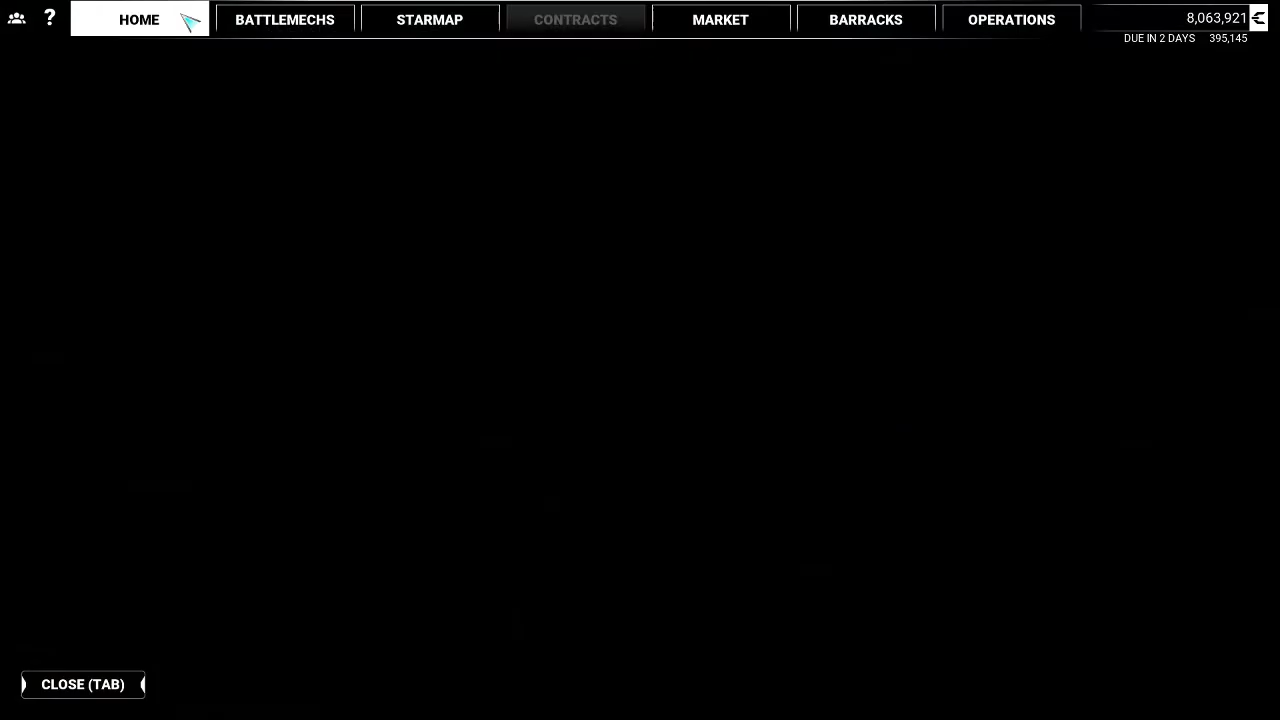 ?
HOME
BATTLEMECHS
STARMAP
CONTRACTS
MARKET
BARRACKS
OPERATIONS
8,063,921
DUE IN 2 DAYS 395,145
CLOSE (TAB)